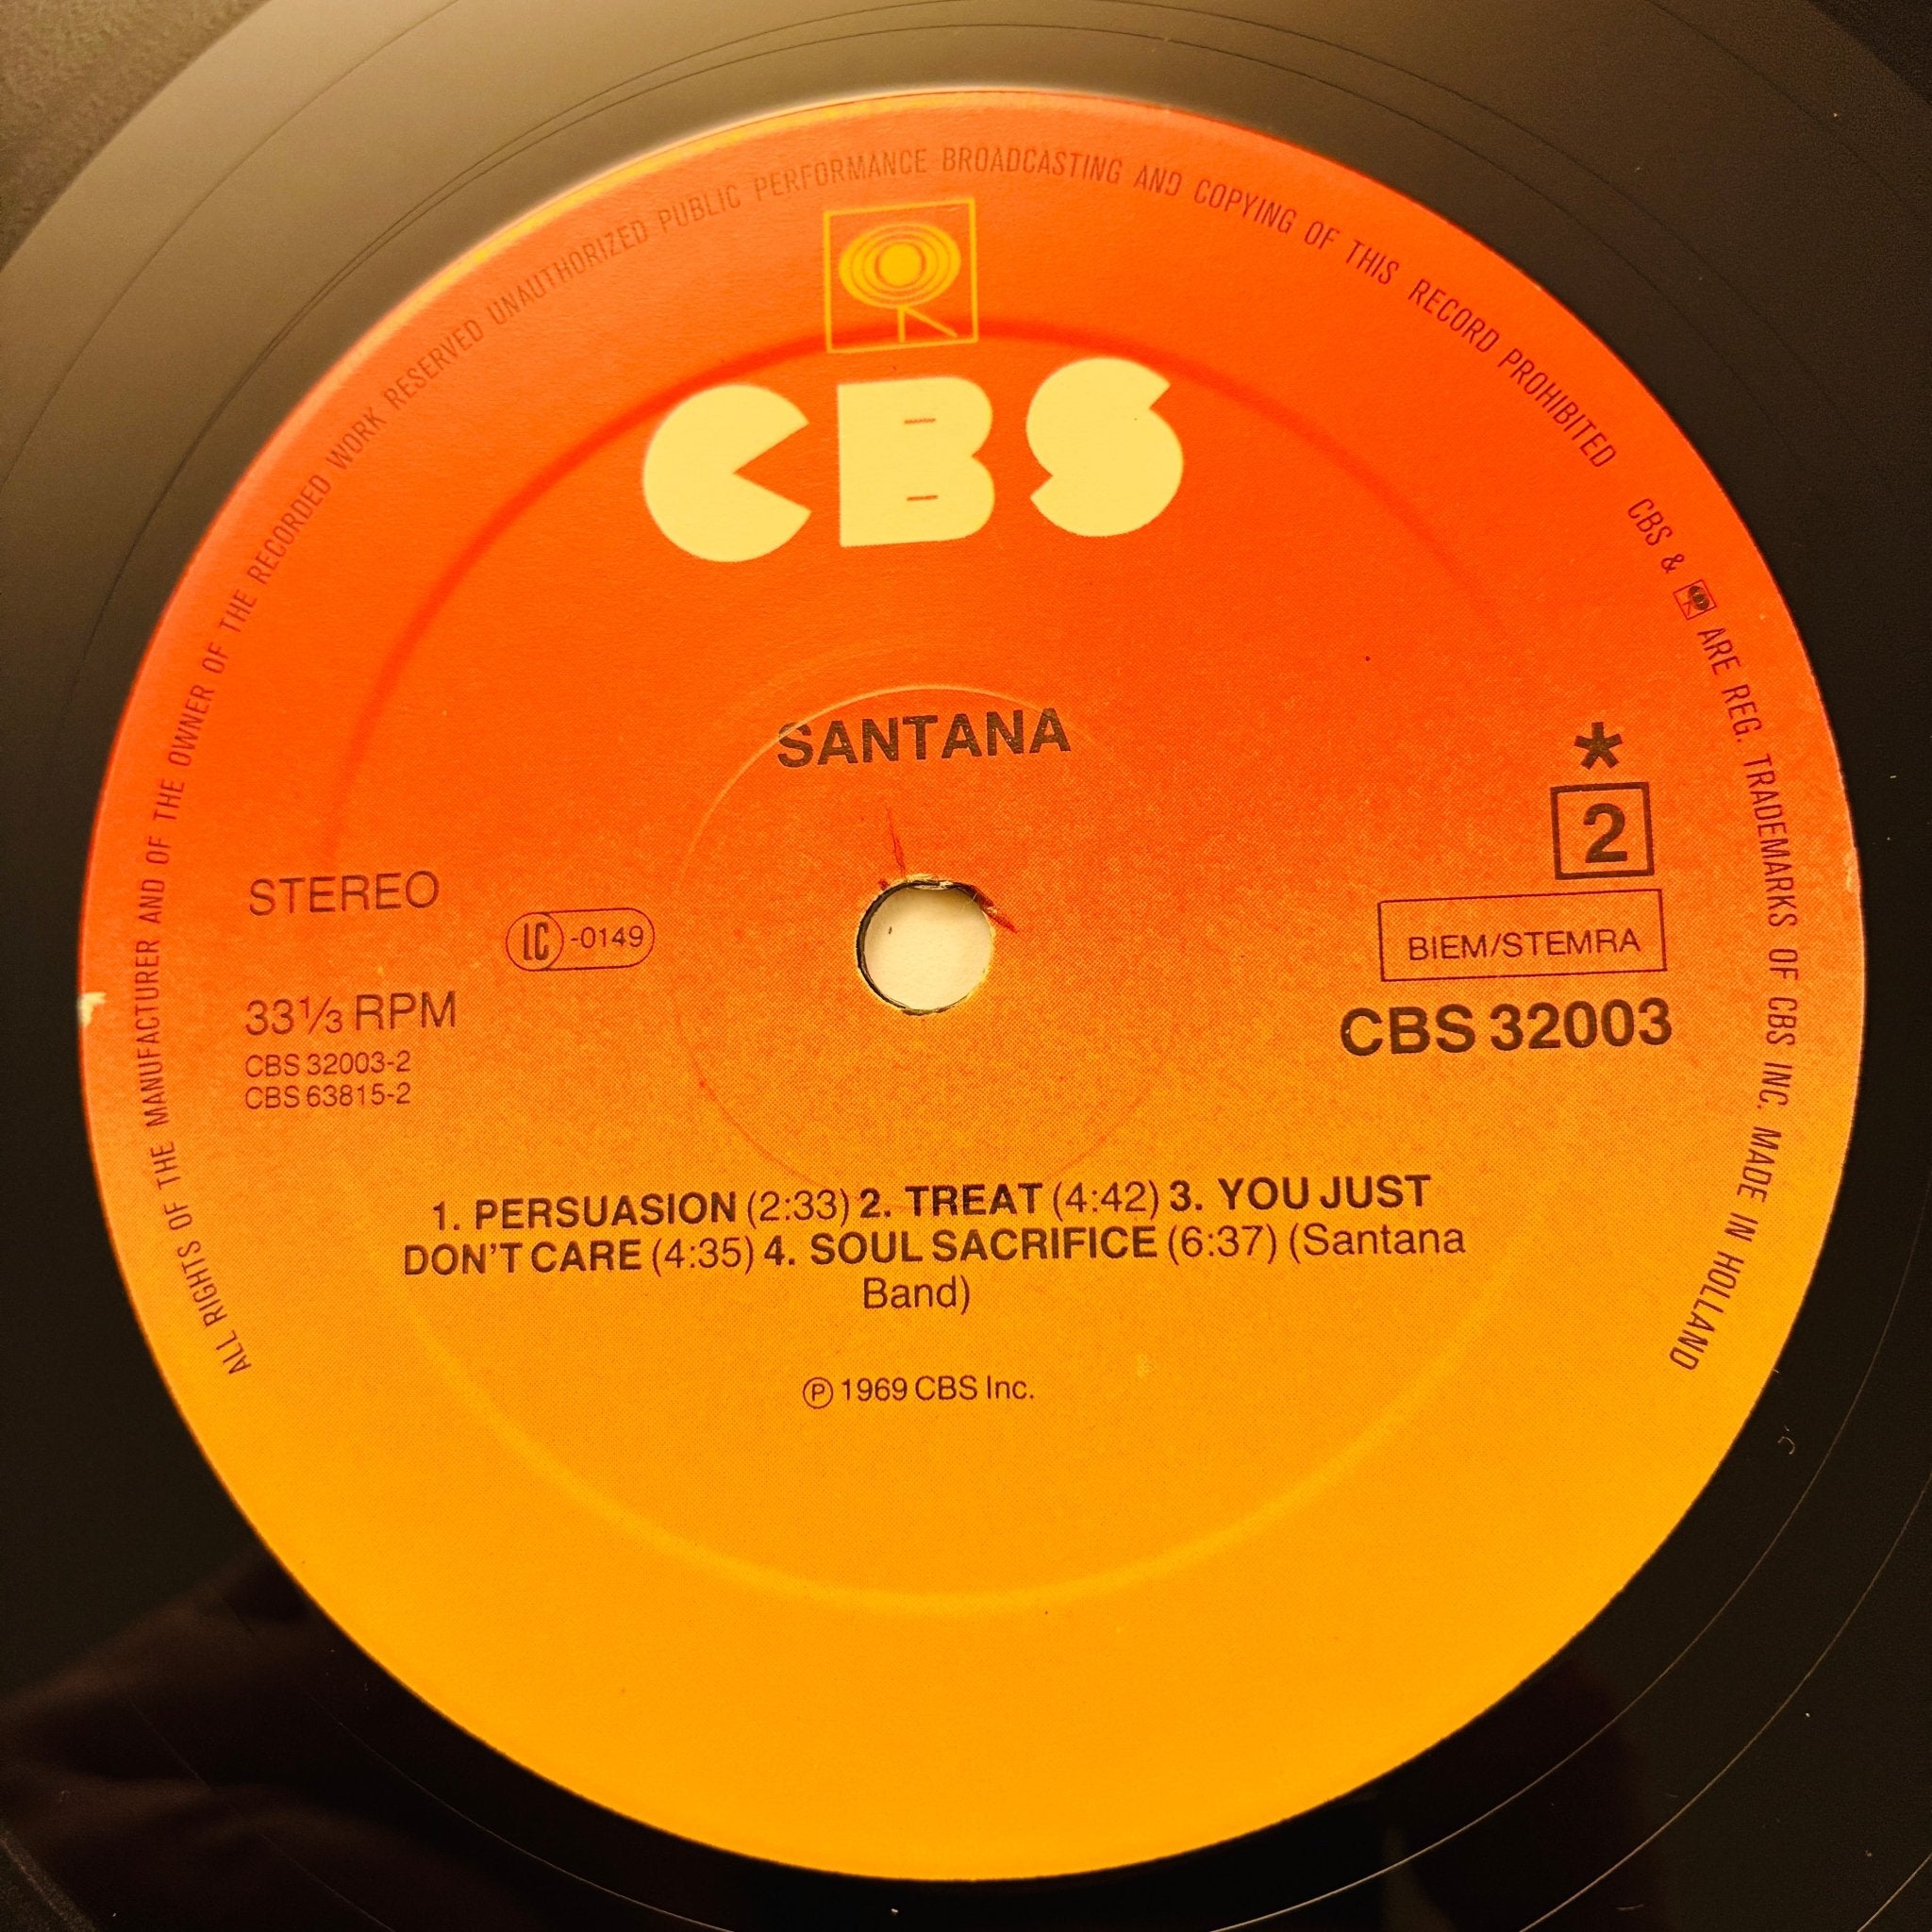 ALL RIGHTS OF THE MANUFACTURER AND OF THE OWNER OF THE RECORDED WORK RESERVED UNAUTHORIZED PUBLIC PERFORMANCE BROADCASTING AND COPYING OF THIS RECORD PROHIBITED CBS & ARE REG. TRADEMARKS OF CBS INC. MADE IN HOLLAND
CBS
SANTANA
*
2
STEREO
LC -0149
BIEM/STEMRA
33⅓ RPM
CBS 32003
CBS 32003-2
CBS 63815-2
1. PERSUASION (2:33) 2. TREAT (4:42) 3. YOU JUST
DON'T CARE (4:35) 4. SOUL SACRIFICE (6:37) (Santana
Band)
℗ 1969 CBS Inc.